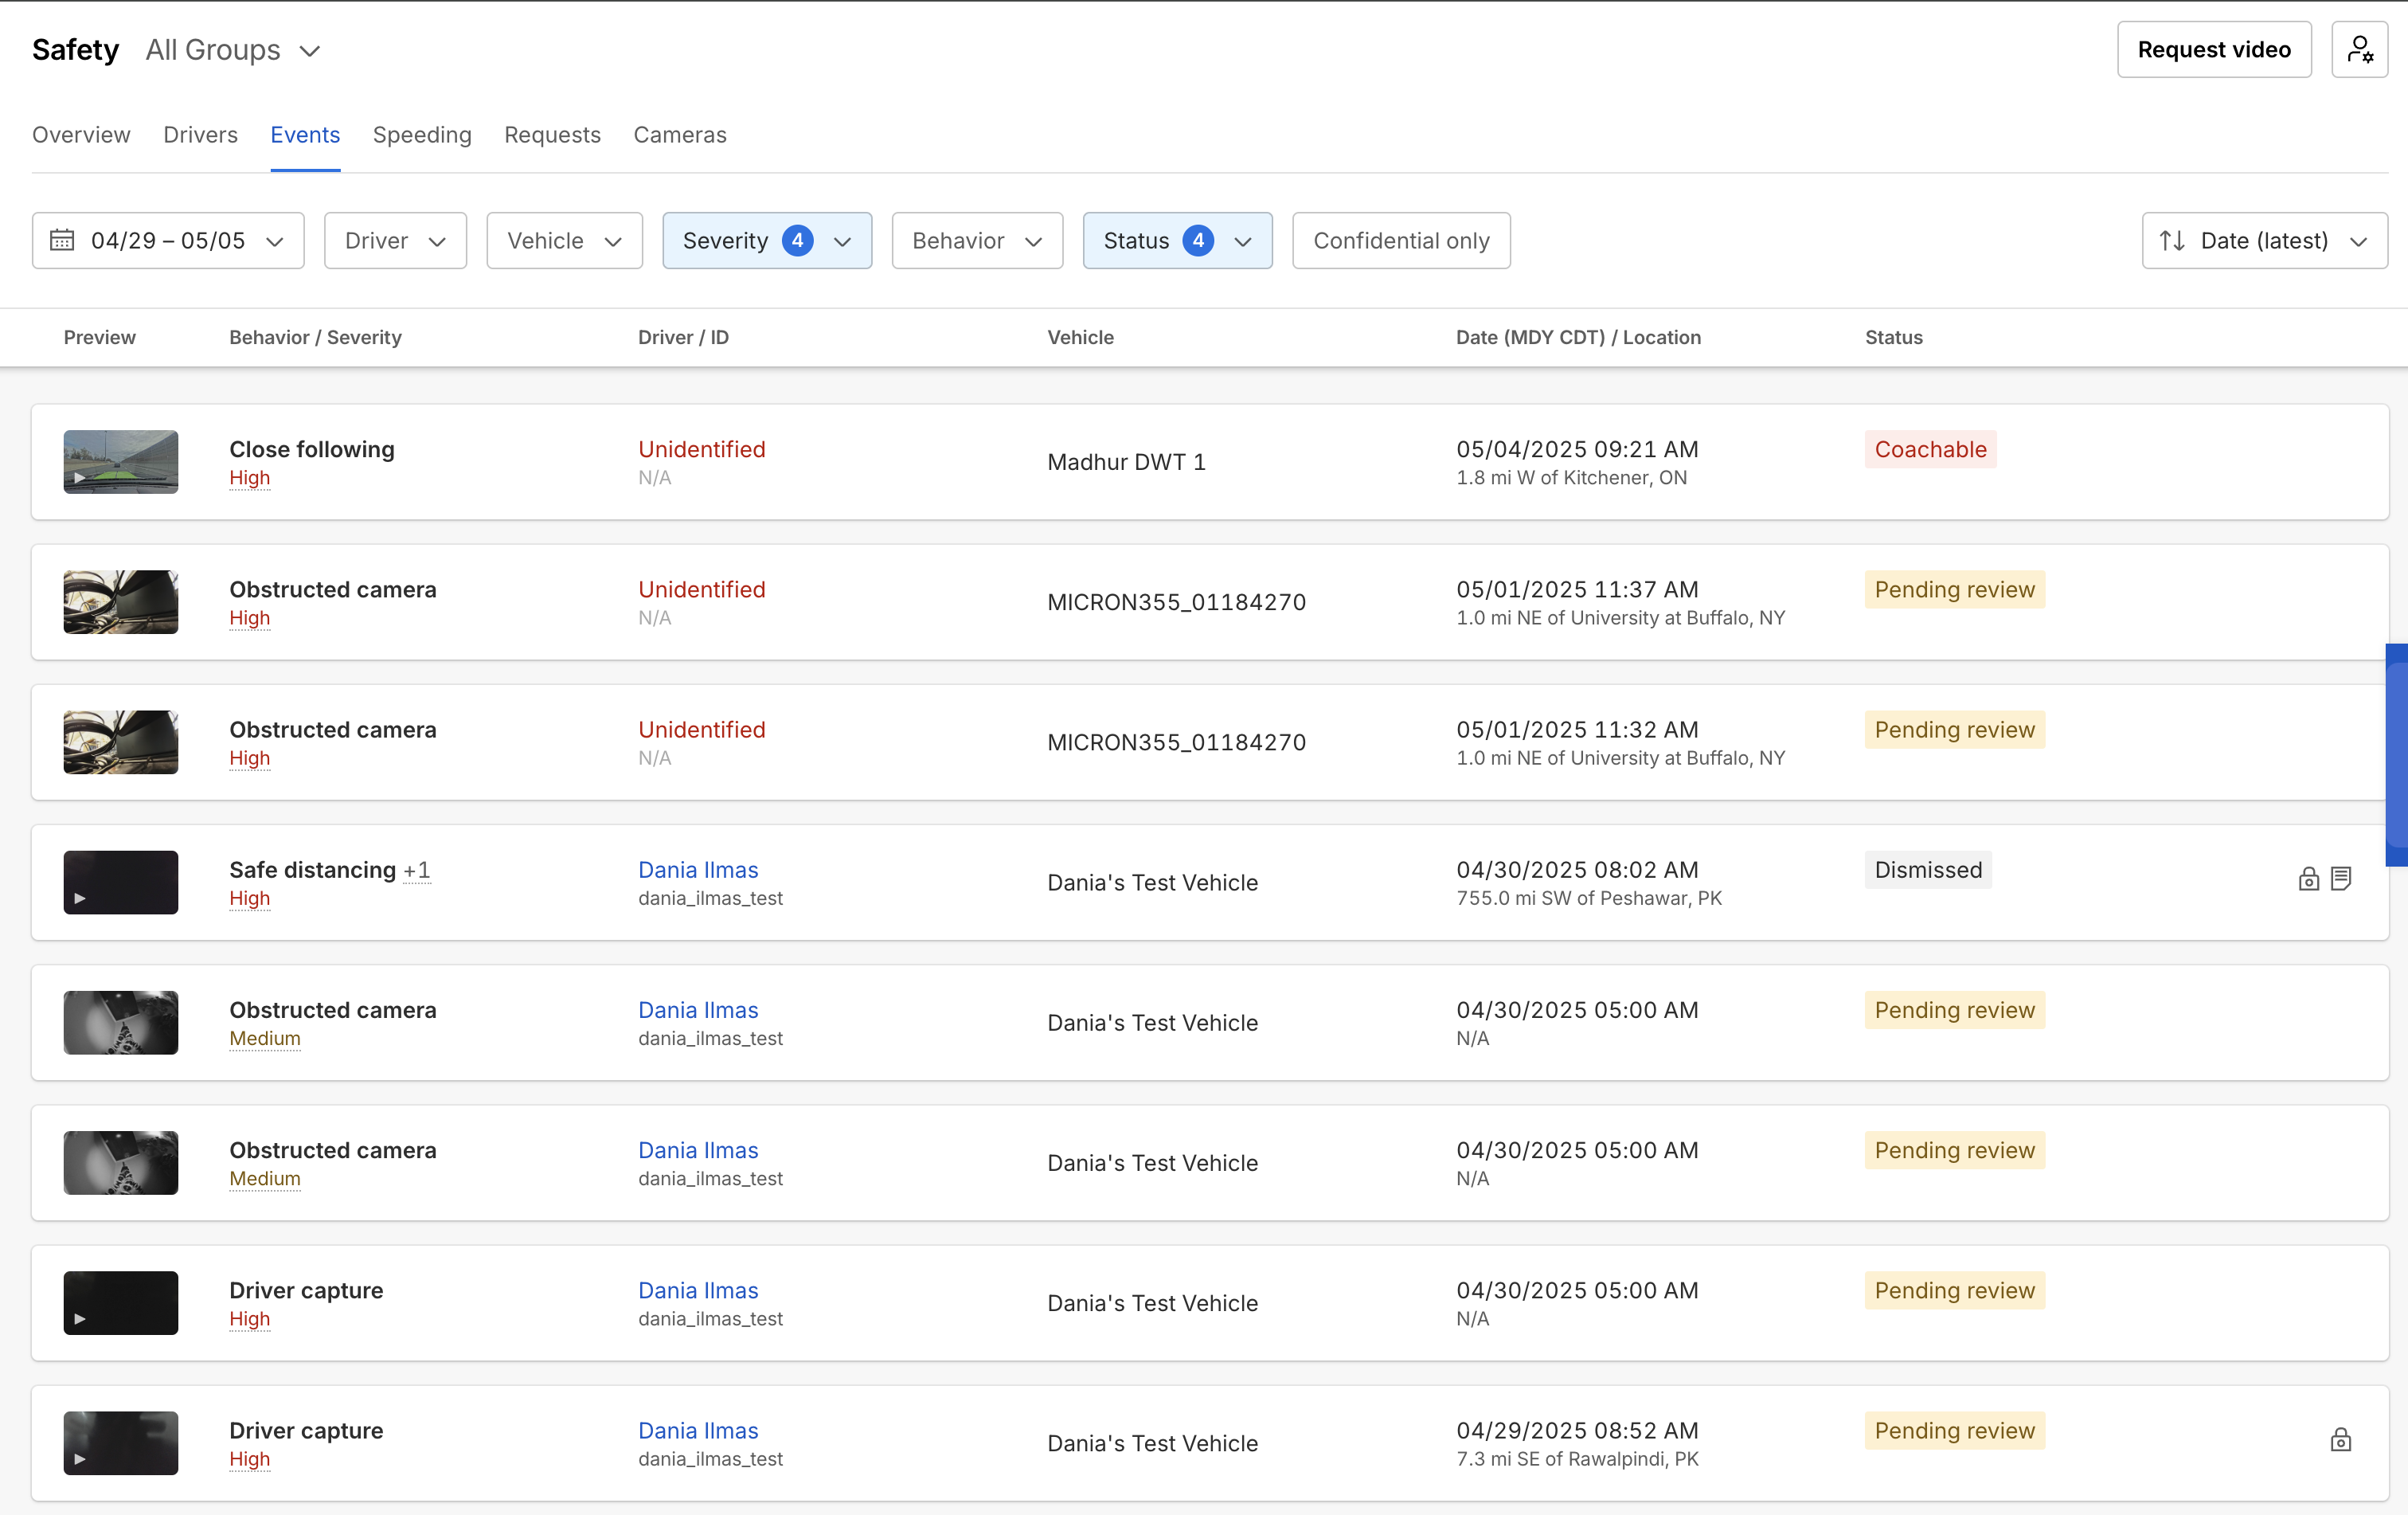 Safety All Groups
Request video
Overview Drivers Events Speeding Requests Cameras
04/29 – 05/05 Driver Vehicle Severity 4 Behavior Status 4 Confidential only Date (latest)
Preview Behavior / Severity Driver / ID Vehicle Date (MDY CDT) / Location Status
Close following Unidentified Madhur DWT 1 05/04/2025 09:21 AM Coachable
High N/A 1.8 mi W of Kitchener, ON
Obstructed camera Unidentified MICRON355_01184270 05/01/2025 11:37 AM Pending review
High N/A 1.0 mi NE of University at Buffalo, NY
Obstructed camera Unidentified MICRON355_01184270 05/01/2025 11:32 AM Pending review
High N/A 1.0 mi NE of University at Buffalo, NY
Safe distancing +1 Dania Ilmas Dania's Test Vehicle 04/30/2025 08:02 AM Dismissed
High dania_ilmas_test 755.0 mi SW of Peshawar, PK
Obstructed camera Dania Ilmas Dania's Test Vehicle 04/30/2025 05:00 AM Pending review
Medium dania_ilmas_test N/A
Obstructed camera Dania Ilmas Dania's Test Vehicle 04/30/2025 05:00 AM Pending review
Medium dania_ilmas_test N/A
Driver capture Dania Ilmas Dania's Test Vehicle 04/30/2025 05:00 AM Pending review
High dania_ilmas_test N/A
Driver capture Dania Ilmas Dania's Test Vehicle 04/29/2025 08:52 AM Pending review
High dania_ilmas_test 7.3 mi SE of Rawalpindi, PK